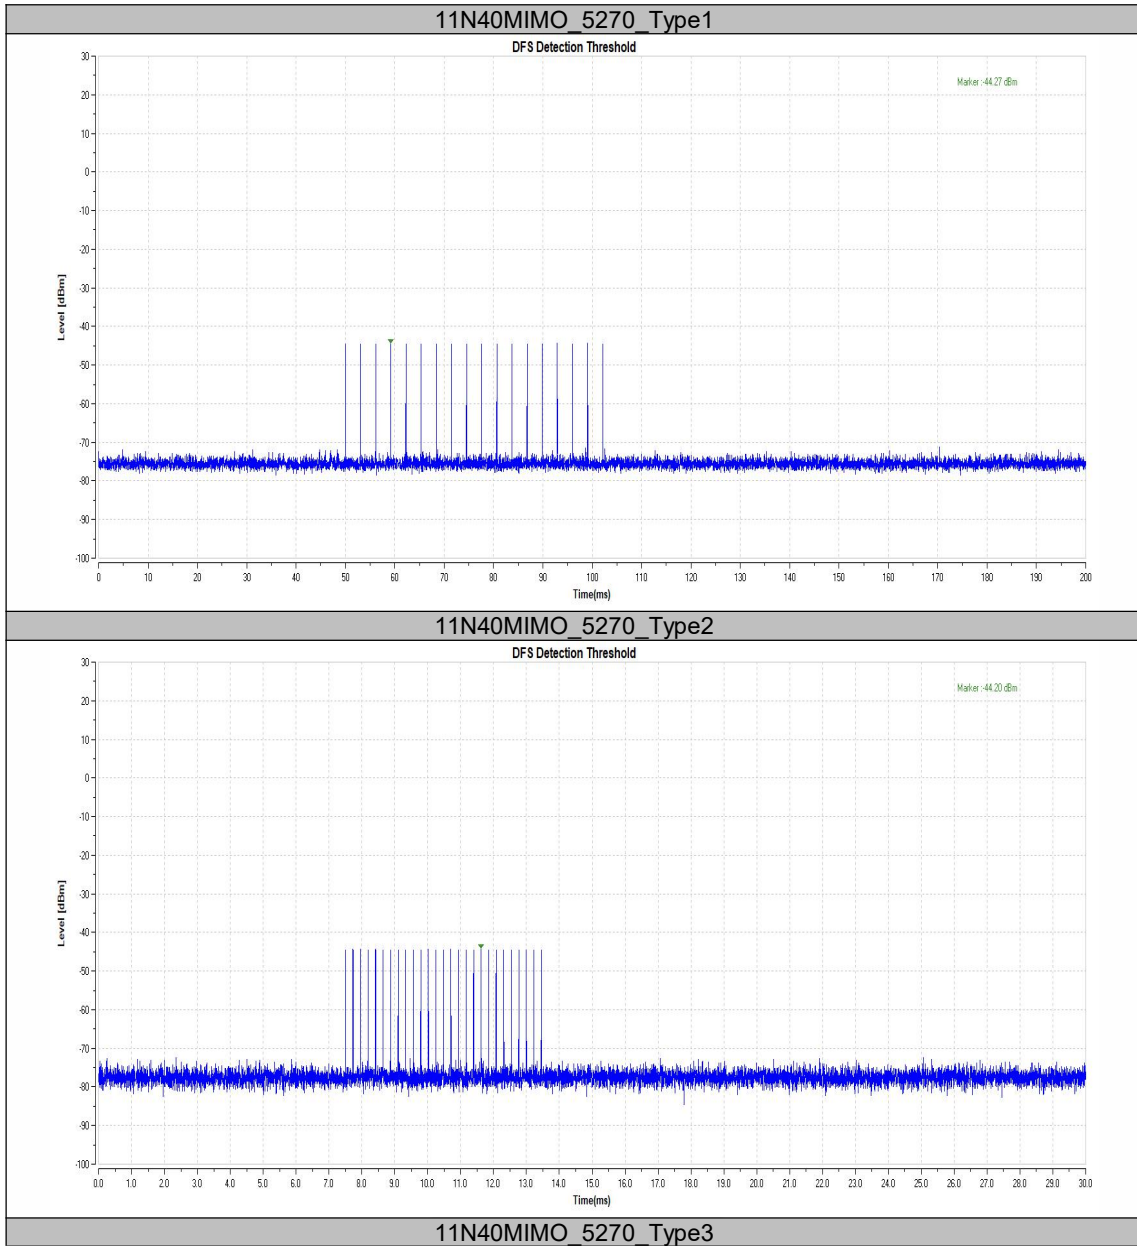 11N40MIMO_5270_Type1
DFS Detection Threshold
Marker :-44.27 dBm
30
20
10
0
-10
-20
-30
-40
-50
-60
-70
-80
-90
-100
Level [dBm]
0 10 20 30 40 50 60 70 80 90 100 110 120 130 140 150 160 170 180 190 200
Time(ms)
11N40MIMO_5270_Type2
DFS Detection Threshold
Marker :-44.20 dBm
30
20
10
0
-10
-20
-30
-40
-50
-60
-70
-80
-90
-100
Level [dBm]
0.0 1.0 2.0 3.0 4.0 5.0 6.0 7.0 8.0 9.0 10.0 11.0 12.0 13.0 14.0 15.0 16.0 17.0 18.0 19.0 20.0 21.0 22.0 23.0 24.0 25.0 26.0 27.0 28.0 29.0 30.0
Time(ms)
11N40MIMO_5270_Type3